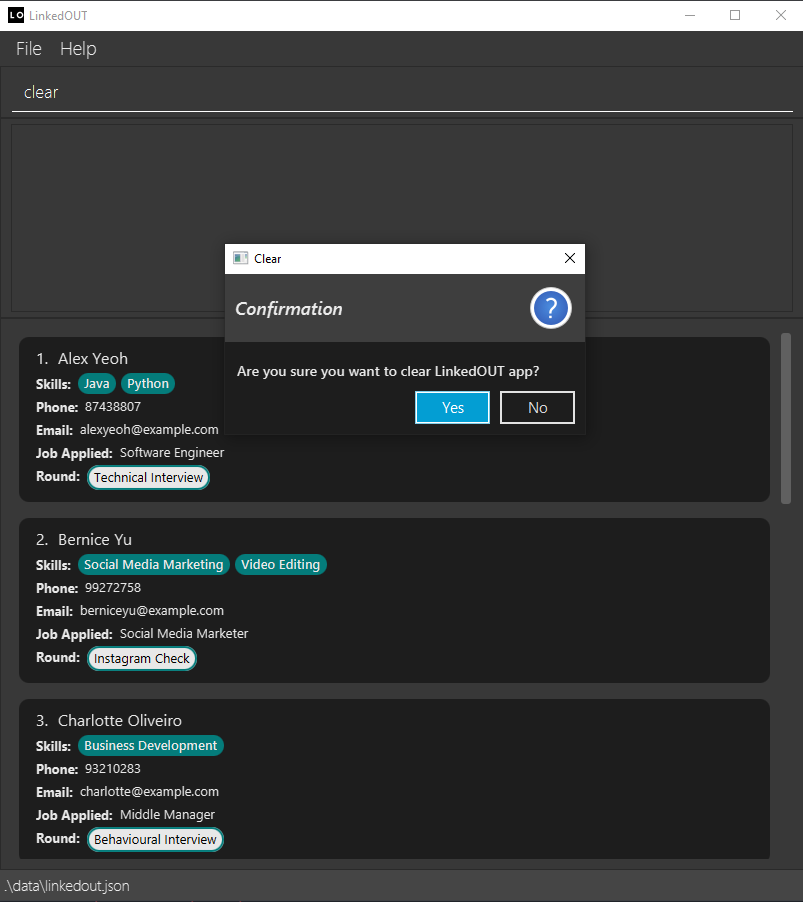 LO LinkedOUT
File Help
clear
Clear
Confirmation
?
Are you sure you want to clear LinkedOUT app?
Yes No
1. Alex Yeoh
Skills: Java Python
Phone: 87438807
Email: alexyeoh@example.com
Job Applied: Software Engineer
Round: Technical Interview
2. Bernice Yu
Skills: Social Media Marketing Video Editing
Phone: 99272758
Email: berniceyu@example.com
Job Applied: Social Media Marketer
Round: Instagram Check
3. Charlotte Oliveiro
Skills: Business Development
Phone: 93210283
Email: charlotte@example.com
Job Applied: Middle Manager
Round: Behavioural Interview
.\data\linkedout.json